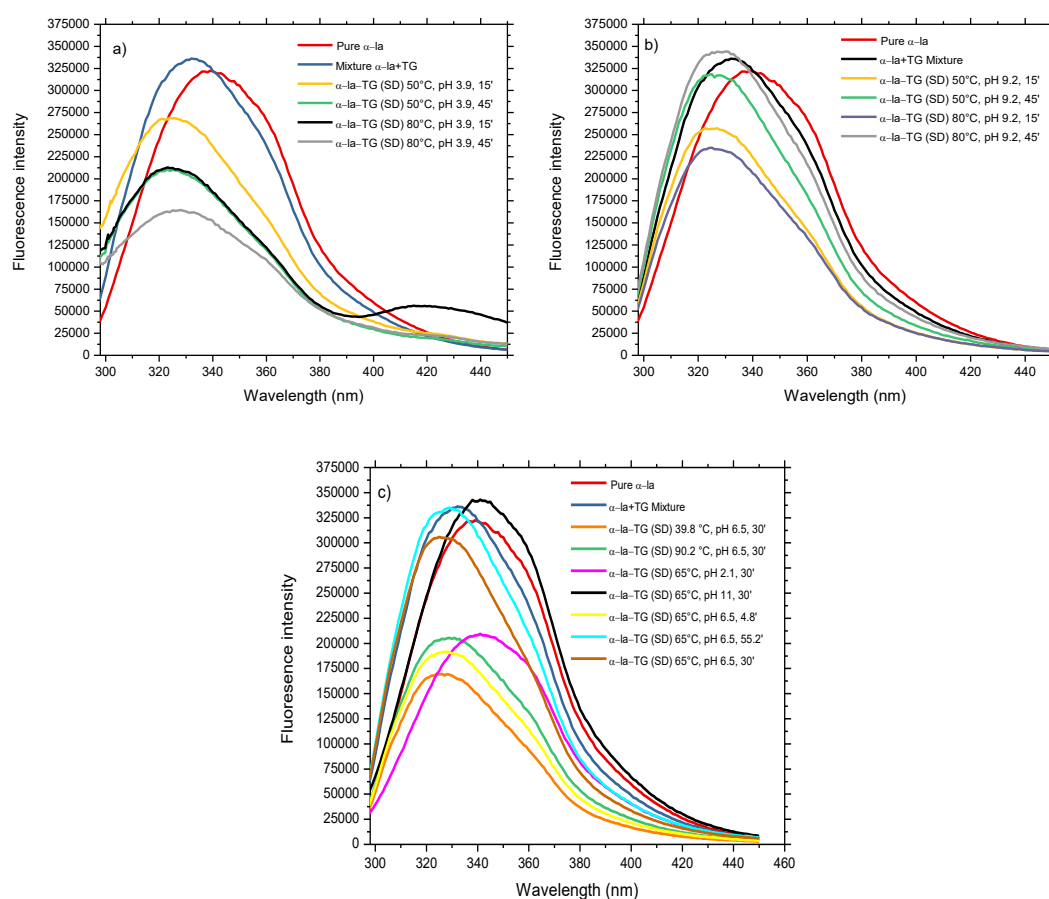 a)
Pure α–la
Mixture α–la+TG
α–la–TG (SD) 50°C, pH 3.9, 15'
α–la–TG (SD) 50°C, pH 3.9, 45'
α–la–TG (SD) 80°C, pH 3.9, 15'
α–la–TG (SD) 80°C, pH 3.9, 45'
375000
350000
325000
300000
275000
250000
225000
200000
175000
150000
125000
100000
75000
50000
25000
0
Fluorescence intensity
300 320 340 360 380 400 420 440
Wavelength (nm)
b)
Pure α–la
α–la+TG Mixture
α–la–TG (SD) 50°C, pH 9.2, 15'
α–la–TG (SD) 50°C, pH 9.2, 45'
α–la–TG (SD) 80°C, pH 9.2, 15'
α–la–TG (SD) 80°C, pH 9.2, 45'
375000
350000
325000
300000
275000
250000
225000
200000
175000
150000
125000
100000
75000
50000
25000
0
Fluorescence intensity
300 320 340 360 380 400 420 440
Wavelength (nm)
c)
Pure α–la
α–la+TG Mixture
α–la–TG (SD) 39.8 °C, pH 6.5, 30'
α–la–TG (SD) 90.2 °C, pH 6.5, 30'
α–la–TG (SD) 65°C, pH 2.1, 30'
α–la–TG (SD) 65°C, pH 11, 30'
α–la–TG (SD) 65°C, pH 6.5, 4.8'
α–la–TG (SD) 65°C, pH 6.5, 55.2'
α–la–TG (SD) 65°C, pH 6.5, 30'
375000
350000
325000
300000
275000
250000
225000
200000
175000
150000
125000
100000
75000
50000
25000
0
Fluoresence intensity
300 320 340 360 380 400 420 440 460
Wavelength (nm)